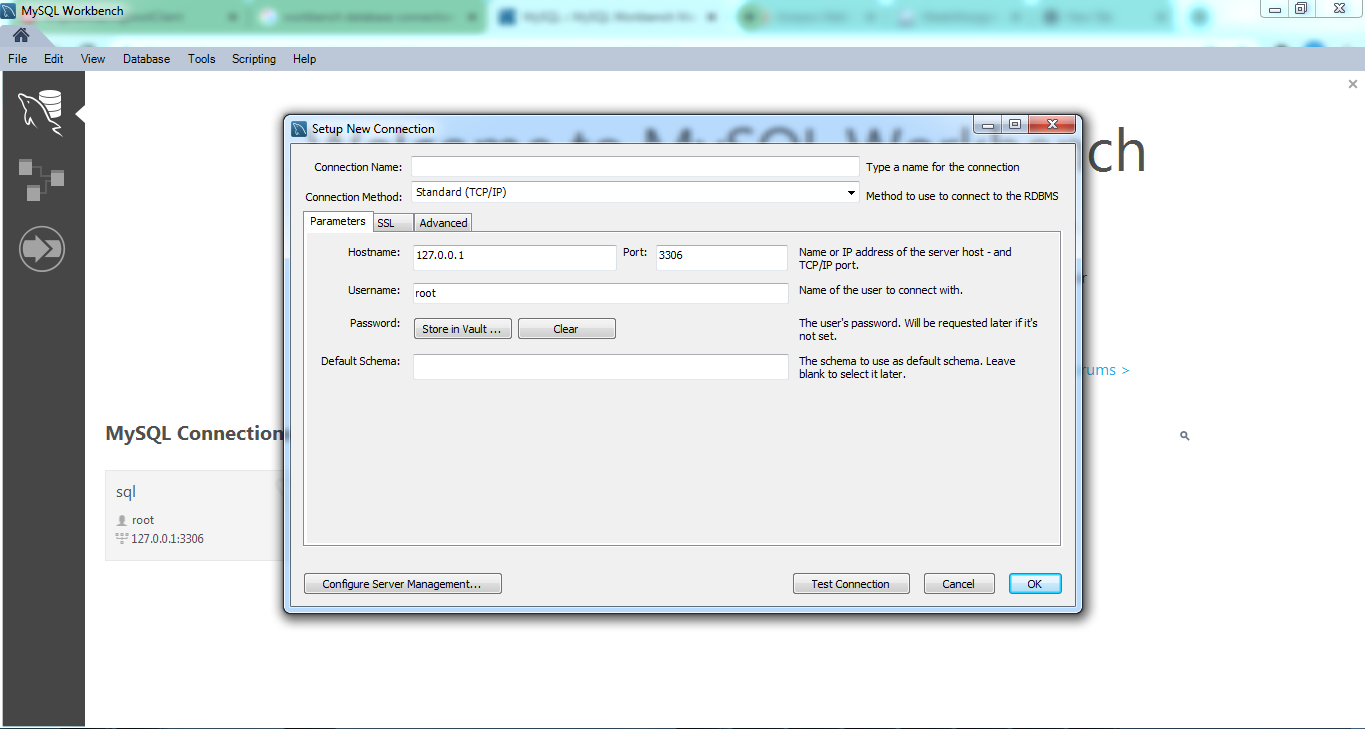 MySQL Workbench
File Edit View Database Tools Scripting Help
Setup New Connection
Connection Name: Type a name for the connection
Connection Method: Standard (TCP/IP) Method to use to connect to the RDBMS
Parameters SSL Advanced
Hostname: 127.0.0.1 Port: 3306 Name or IP address of the server host - and
TCP/IP port.
Username: root Name of the user to connect with.
Password: Store in Vault ... Clear The user's password. Will be requested later if it's
not set.
Default Schema: The schema to use as default schema. Leave
blank to select it later.
rums >
MySQL Connection
sql
root
127.0.0.1:3306
Configure Server Management... Test Connection Cancel OK